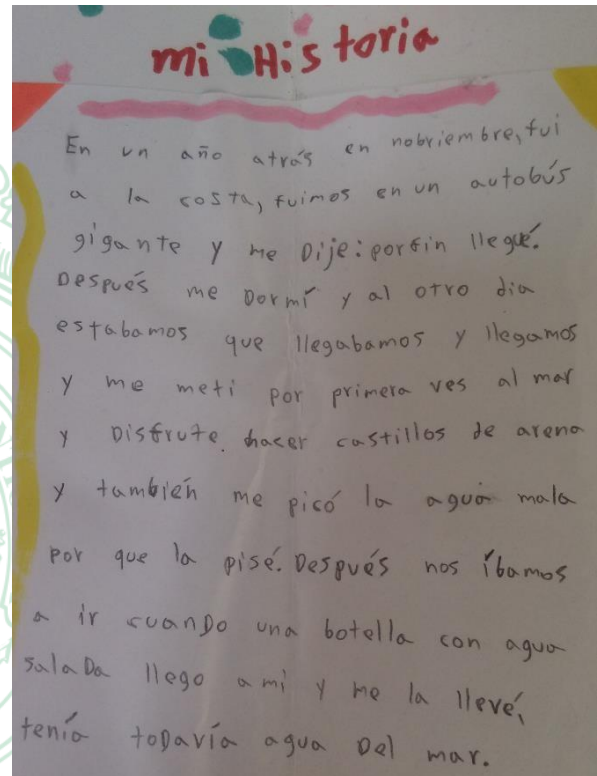 mi Historia
En un año atrás en nobriembre, fui
a la costa, fuimos en un autobús
gigante y me Dije: porfin llegué.
Después me Dormí y al otro dia
estabamos que llegabamos y llegamos
y me meti por primera ves al mar
y Disfrute hacer castillos de arena
y también me picó la agua mala
por que la pisé. Después nos íbamos
a ir cuanDo una botella con agua
salaDa llego a mi y me la llevé,
tenía toDavía agua Del mar.